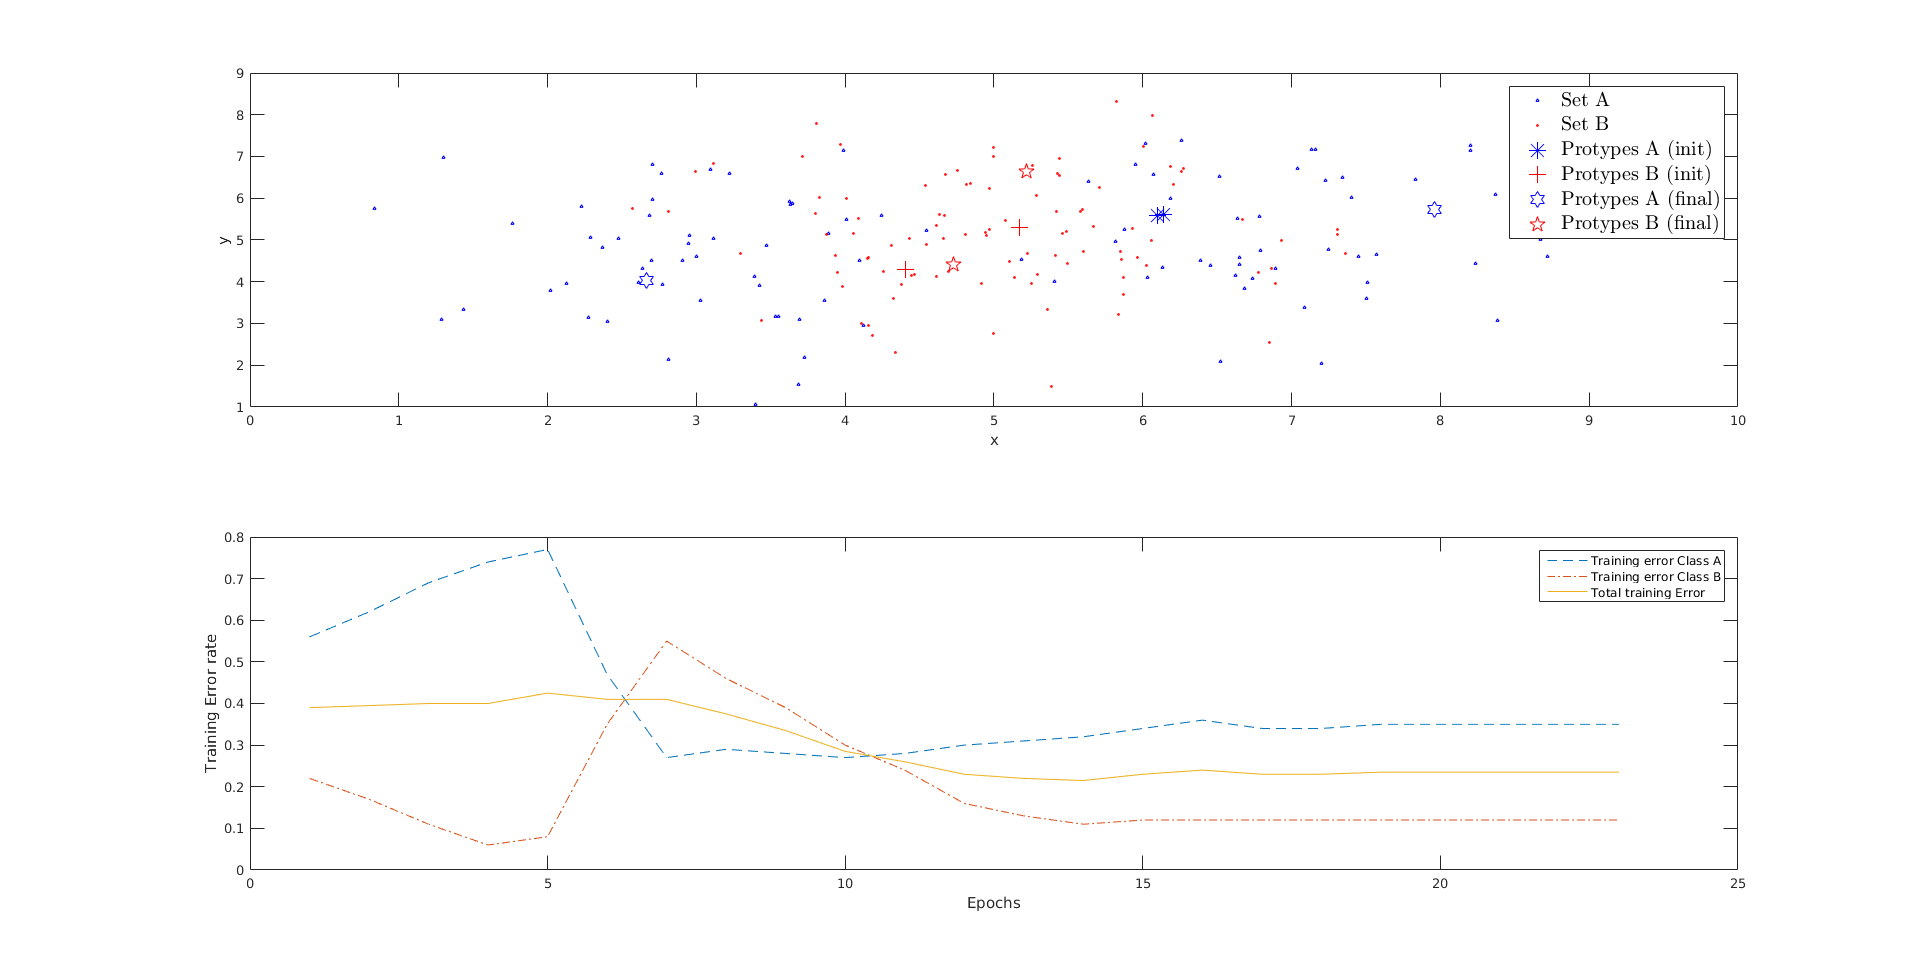 9
8
7
6
5
4
3
2
1
y
0 1 2 3 4 5 6 7 8 9 10
x
Set A
Set B
Protypes A (init)
Protypes B (init)
Protypes A (final)
Protypes B (final)
0.8
0.7
0.6
0.5
0.4
0.3
0.2
0.1
0
Training Error rate
0 5 10 15 20 25
Epochs
Training error Class A
Training error Class B
Total training Error